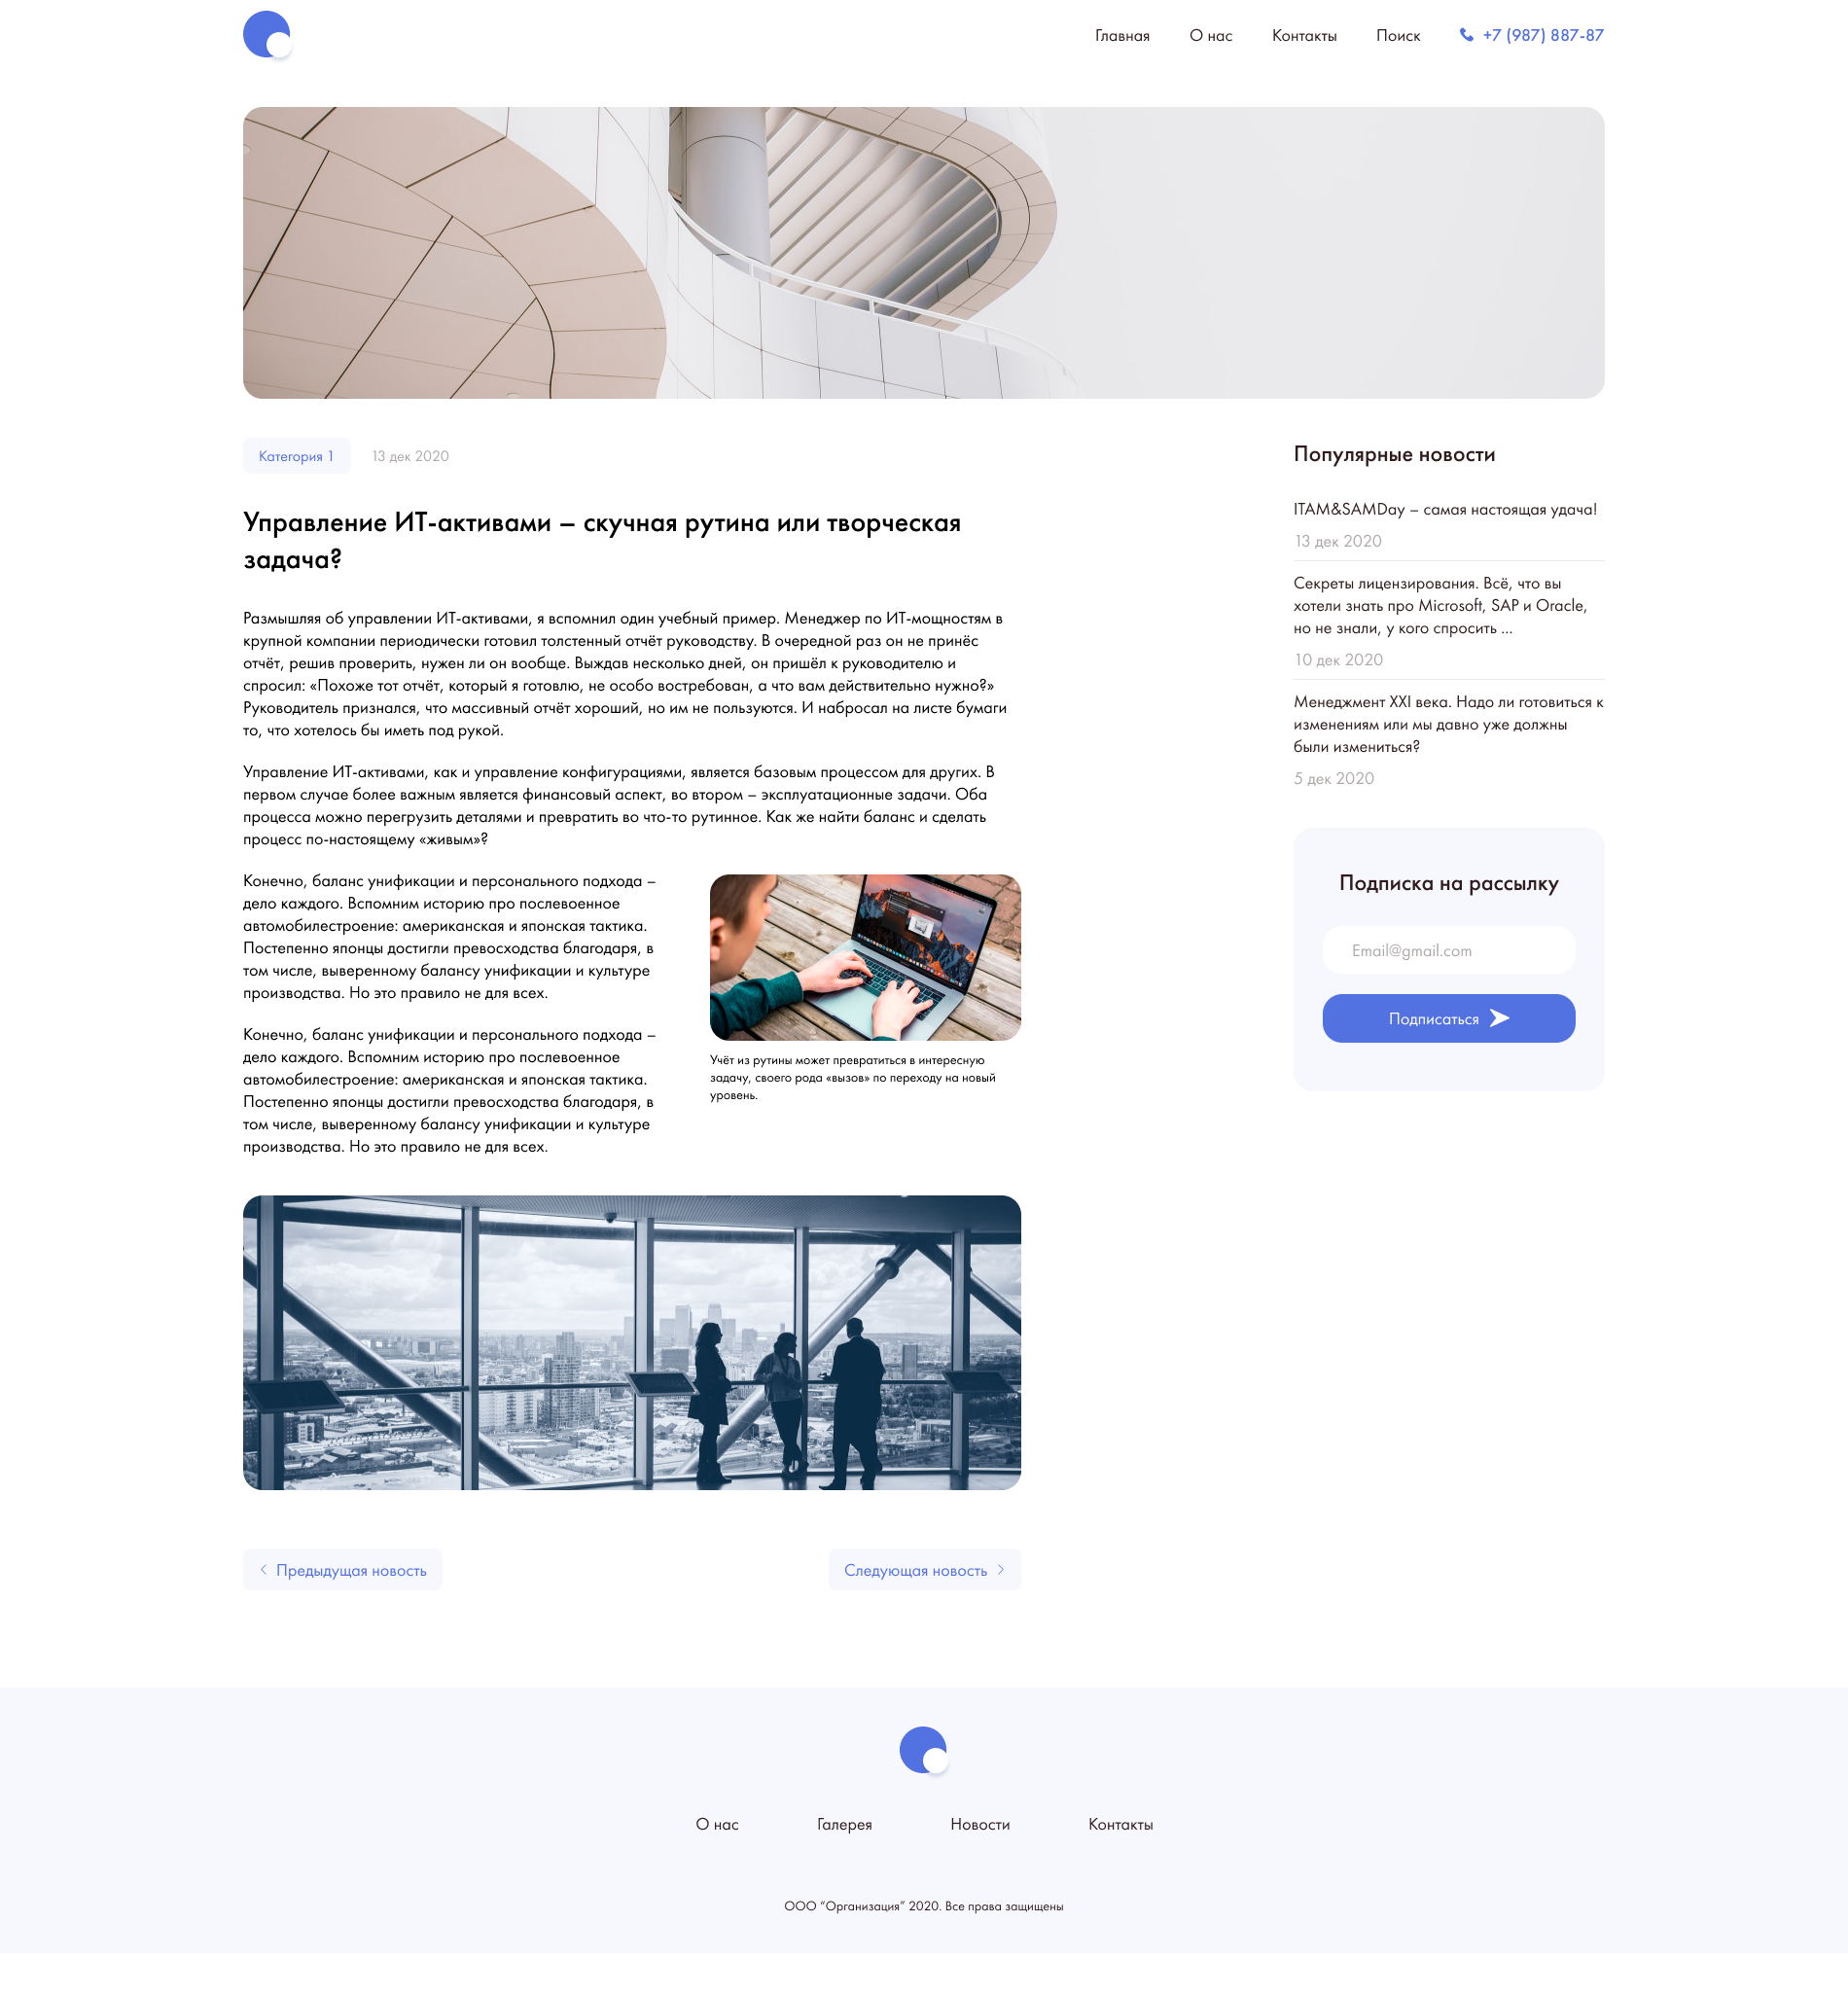 Главная
О нас
Контакты
Поиск
+7 (987) 887-87
Категория 1
13 дек 2020
Управление ИТ-активами – скучная рутина или творческая
задача?
Размышляя об управлении ИТ-активами, я вспомнил один учебный пример. Менеджер по ИТ-мощностям в
крупной компании периодически готовил толстенный отчёт руководству. В очередной раз он не принёс
отчёт, решив проверить, нужен ли он вообще. Выждав несколько дней, он пришёл к руководителю и
спросил: «Похоже тот отчёт, который я готовлю, не особо востребован, а что вам действительно нужно?»
Руководитель признался, что массивный отчёт хороший, но им не пользуются. И набросал на листе бумаги
то, что хотелось бы иметь под рукой.
Управление ИТ-активами, как и управление конфигурациями, является базовым процессом для других. В
первом случае более важным является финансовый аспект, во втором – эксплуатационные задачи. Оба
процесса можно перегрузить деталями и превратить во что-то рутинное. Как же найти баланс и сделать
процесс по-настоящему «живым»?
Конечно, баланс унификации и персонального подхода –
дело каждого. Вспомним историю про послевоенное
автомобилестроение: американская и японская тактика.
Постепенно японцы достигли превосходства благодаря, в
том числе, выверенному балансу унификации и культуре
производства. Но это правило не для всех.
Конечно, баланс унификации и персонального подхода –
дело каждого. Вспомним историю про послевоенное
автомобилестроение: американская и японская тактика.
Постепенно японцы достигли превосходства благодаря, в
том числе, выверенному балансу унификации и культуре
производства. Но это правило не для всех.
Учёт из рутины может превратиться в интересную
задачу, своего рода «вызов» по переходу на новый
уровень.
Предыдущая новость
Следующая новость
Популярные новости
ITAM&SAMDay – самая настоящая удача!
13 дек 2020
Секреты лицензирования. Всё, что вы
хотели знать про Microsoft, SAP и Oracle,
но не знали, у кого спросить ...
10 дек 2020
Менеджмент XXI века. Надо ли готовиться к
изменениям или мы давно уже должны
были измениться?
5 дек 2020
Подписка на рассылку
Email@gmail.com
Подписаться
О нас
Галерея
Новости
Контакты
ООО “Организация” 2020. Все права защищены